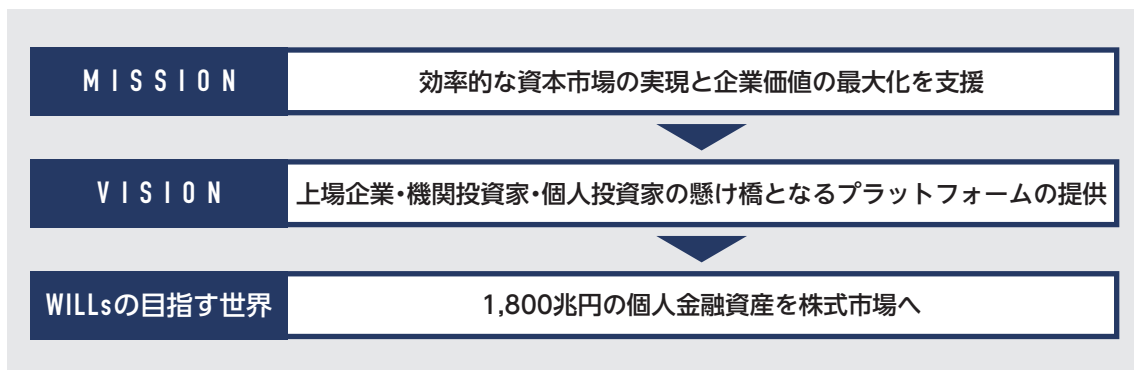 MISSION
効率的な資本市場の実現と企業価値の最大化を支援
VISION
上場企業・機関投資家・個人投資家の懸け橋となるプラットフォームの提供
WILLsの目指す世界
1,800兆円の個人金融資産を株式市場へ